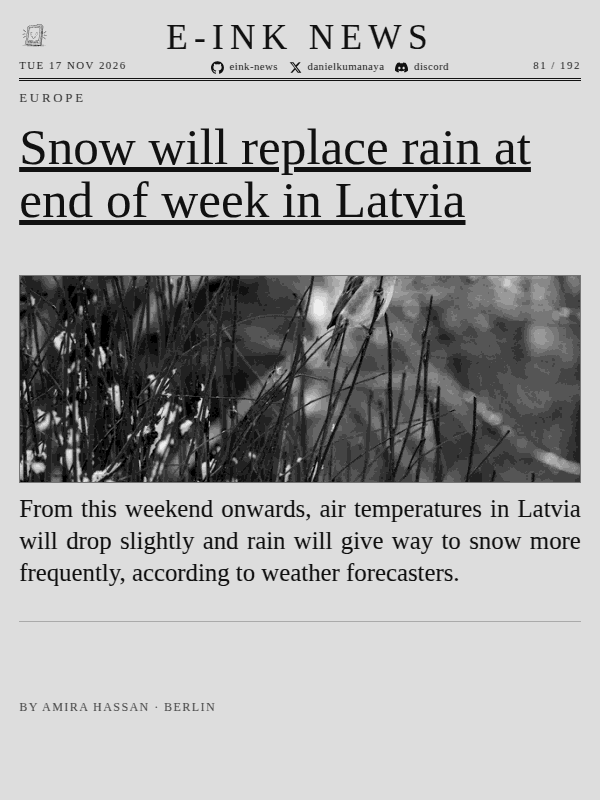 E-INK NEWS
TUE 17 NOV 2026
eink-news danielkumanaya discord
81 / 192
EUROPE
Snow will replace rain at
end of week in Latvia
From this weekend onwards, air temperatures in Latvia
will drop slightly and rain will give way to snow more
frequently, according to weather forecasters.
BY AMIRA HASSAN · BERLIN